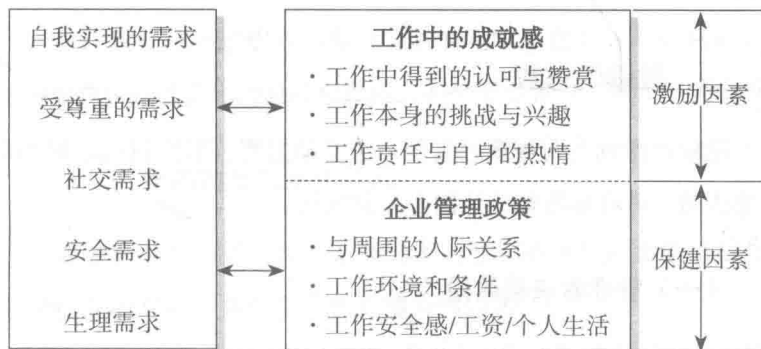 自我实现的需求
受尊重的需求
社交需求
安全需求
生理需求
工作中的成就感
·工作中得到的认可与赞赏
·工作本身的挑战与兴趣
·工作责任与自身的热情
企业管理政策
·与周围的人际关系
·工作环境和条件
·工作安全感/工资/个人生活
激励因素
保健因素